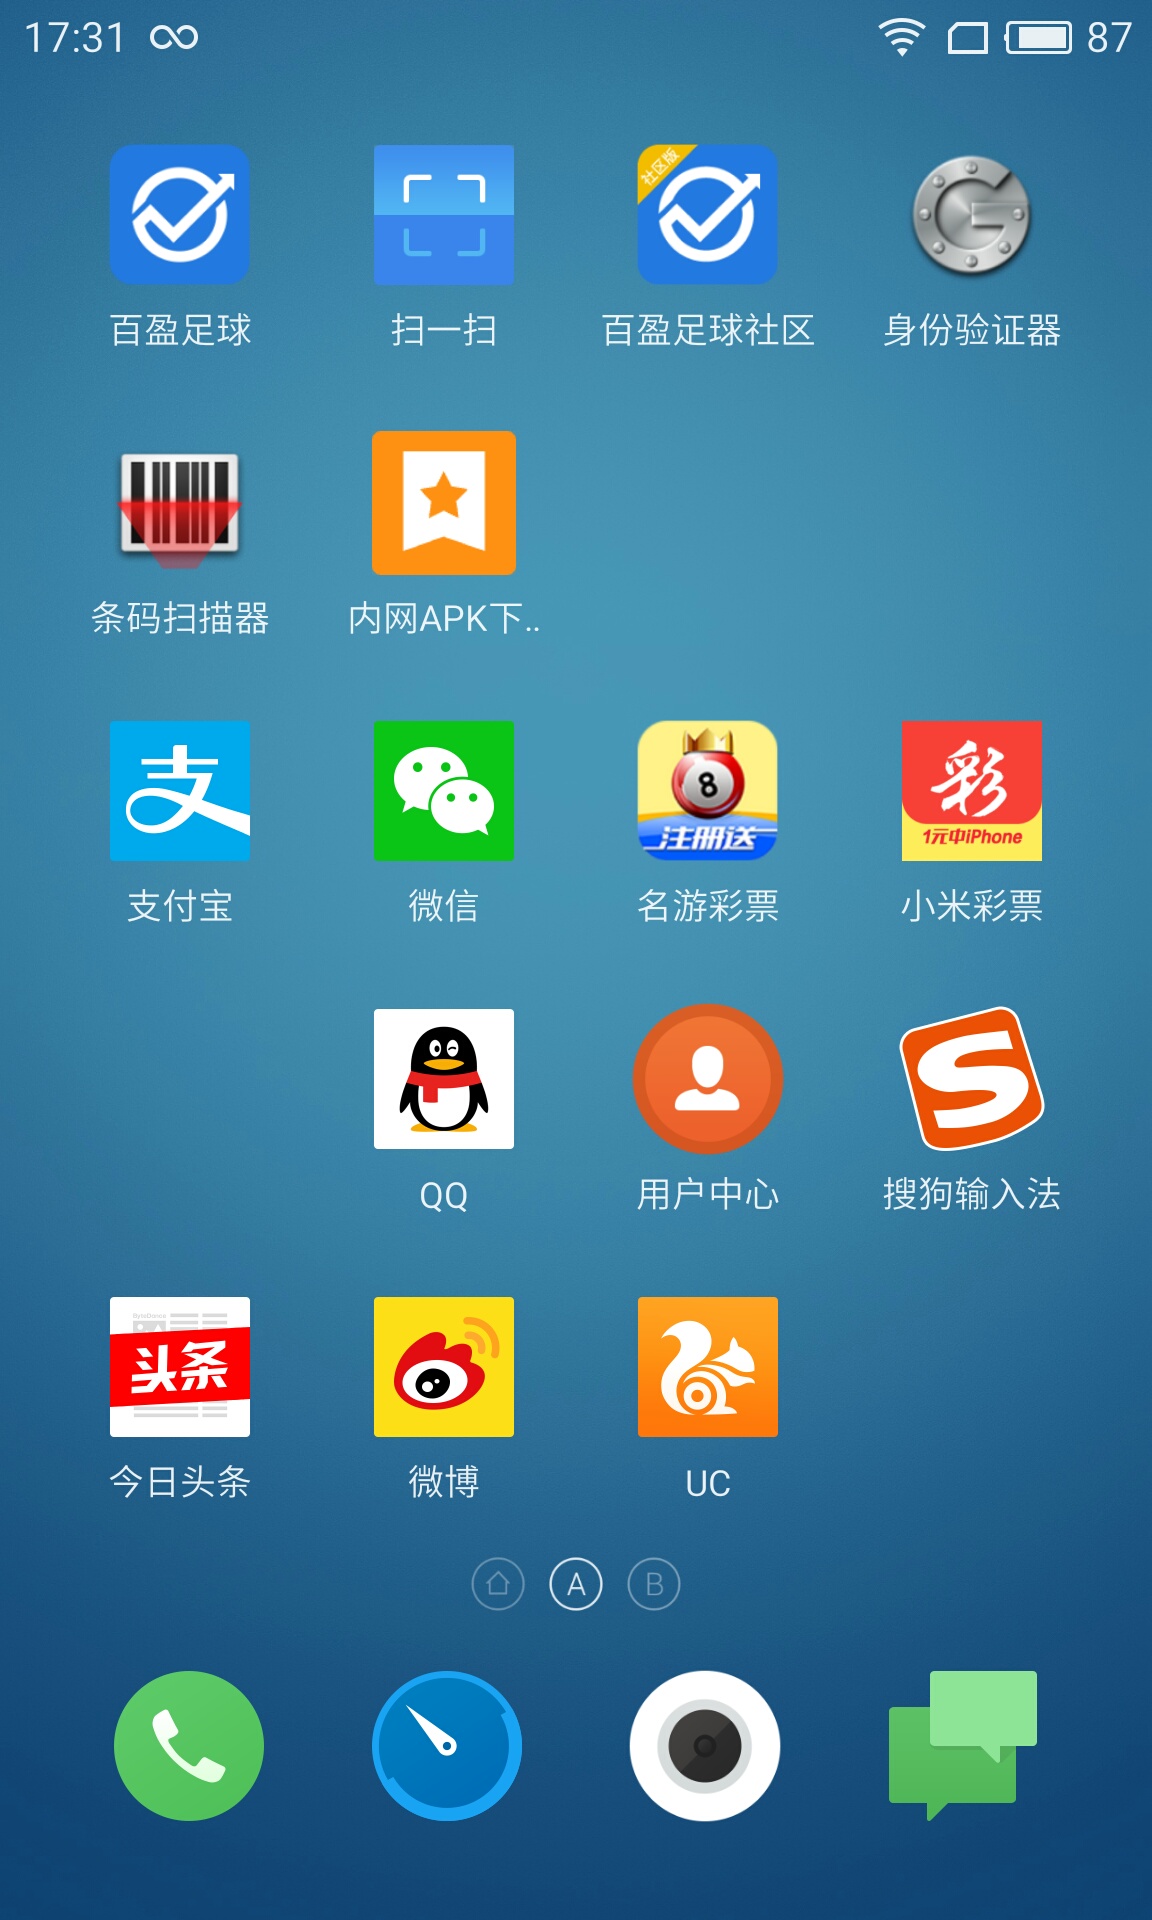 17:31 87
社区版
百盈足球 扫一扫 百盈足球社区 身份验证器
条码扫描器 内网APK下..
支
8
注册送
彩
1元中iPhone
支付宝 微信 名游彩票 小米彩票
S
QQ 用户中心 搜狗输入法
ByteDance
头条
今日头条 微博 UC
A B